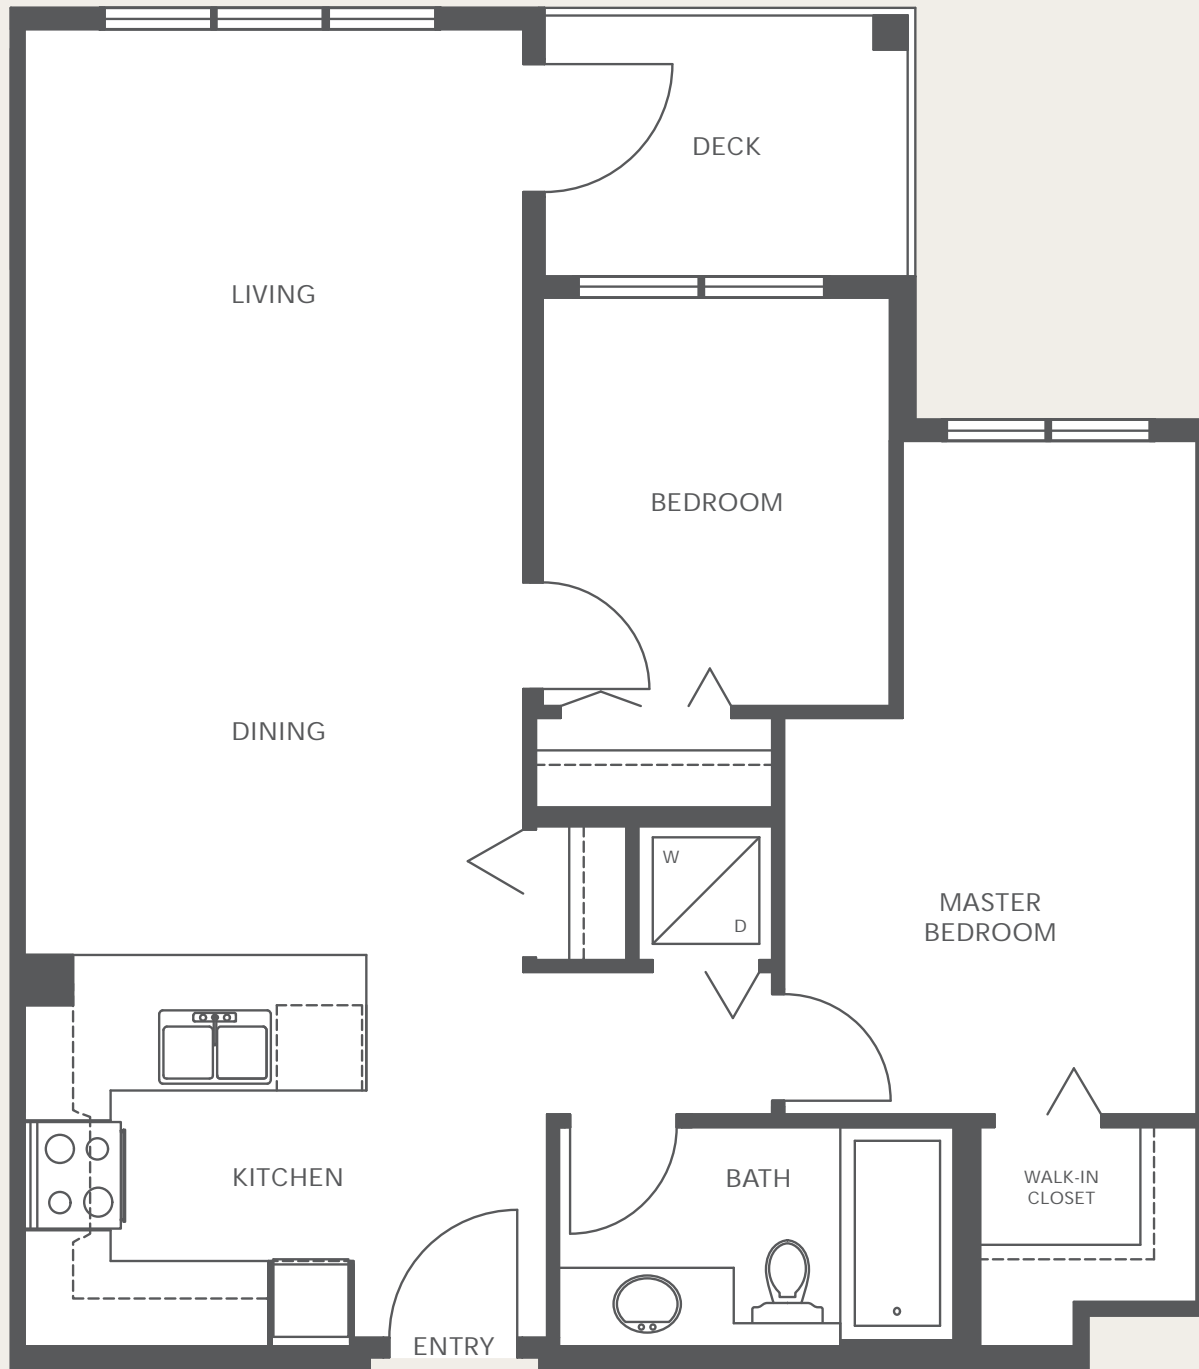 DECK
LIVING
BEDROOM
DINING
W
D
MASTER
BEDROOM
KITCHEN
BATH
WALK-IN
CLOSET
ENTRY